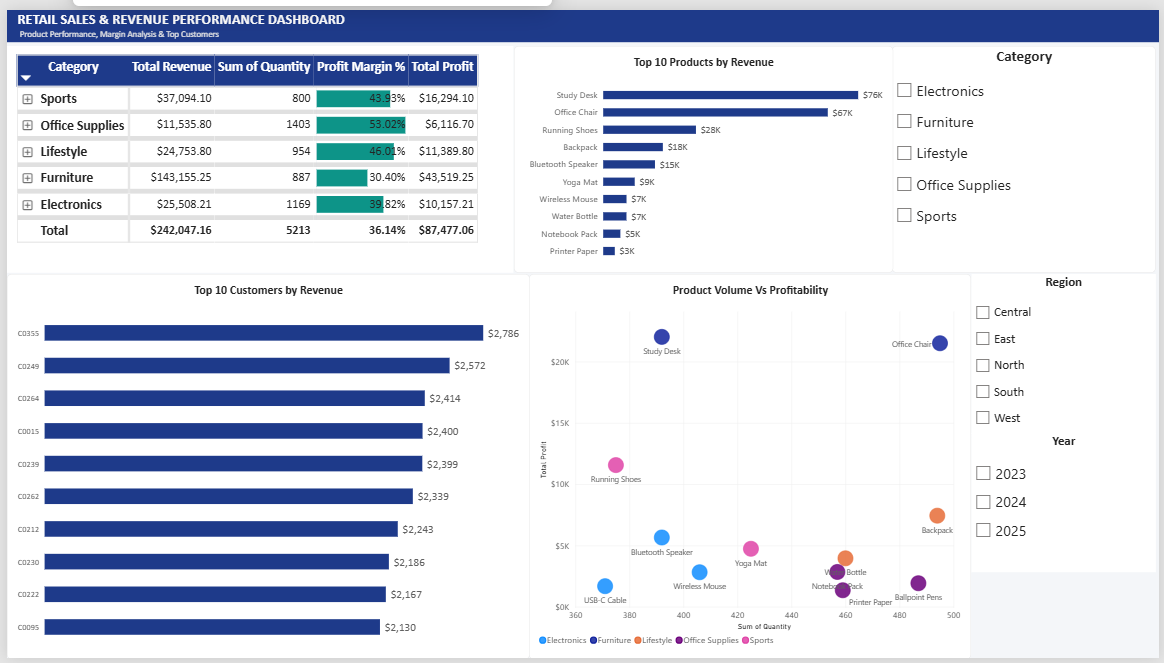 RETAIL SALES & REVENUE PERFORMANCE DASHBOARD
Product Performance, Margin Analysis & Top Customers
Category Total Revenue Sum of Quantity Profit Margin % Total Profit
Sports $37,094.10 800 43.93% $16,294.10
Office Supplies $11,535.80 1403 53.02% $6,116.70
Lifestyle $24,753.80 954 46.01% $11,389.80
Furniture $143,155.25 887 30.40% $43,519.25
Electronics $25,508.21 1169 39.82% $10,157.21
Total $242,047.16 5213 36.14% $87,477.06
Top 10 Products by Revenue
Study Desk $76K
Office Chair $67K
Running Shoes $28K
Backpack $18K
Bluetooth Speaker $15K
Yoga Mat $9K
Wireless Mouse $7K
Water Bottle $7K
Notebook Pack $5K
Printer Paper $3K
Category
Electronics
Furniture
Lifestyle
Office Supplies
Sports
Top 10 Customers by Revenue
C0355 $2,786
C0249 $2,572
C0264 $2,414
C0015 $2,400
C0239 $2,399
C0262 $2,339
C0212 $2,243
C0230 $2,186
C0222 $2,167
C0095 $2,130
Product Volume Vs Profitability
Total Profit
$20K
$15K
$10K
$5K
$0K
Study Desk
Office Chair
Running Shoes
Backpack
Bluetooth Speaker
Yoga Mat
Water Bottle
Wireless Mouse
Notebook Pack
USB-C Cable
Printer Paper
Ballpoint Pens
360 380 400 420 440 460 480 500
Sum of Quantity
Electronics Furniture Lifestyle Office Supplies Sports
Region
Central
East
North
South
West
Year
2023
2024
2025